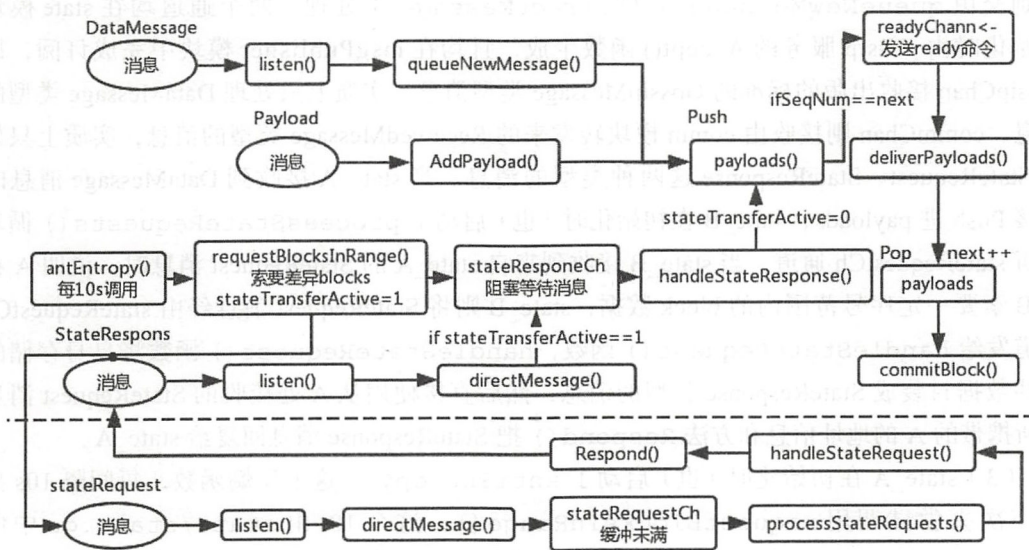 DataMessage
消息
listen()
queueNewMessage()
readyChann<-
发送ready命令
ifSeqNum==next
Payload
消息
AddPayload()
Push
payloads()
deliverPayloads()
stateTransferActive=0
antEntropy()
每10s调用
requestBlocksInRange()
索要差异blocks
stateTransferActive=1
stateResponeCh
阻塞等待消息
handleStateResponse()
Pop
next++
payloads
if stateTransferActive==1
StateRespons
消息
listen()
directMessage()
commitBlock()
Respond()
handleStateRequest()
stateRequest
消息
listen()
directMessage()
stateRequestCh
缓冲未满
processStateRequests()